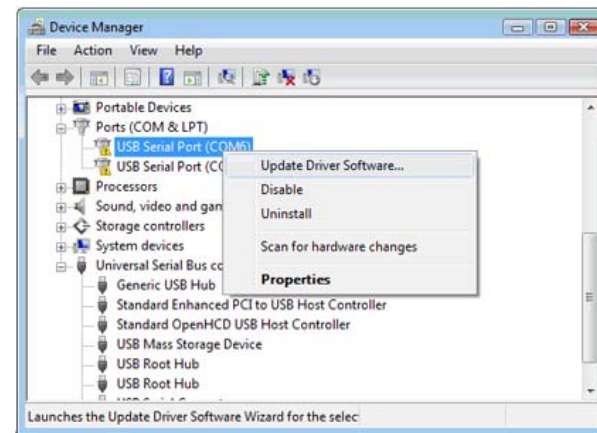 Device Manager
File Action View Help
Portable Devices
Ports (COM & LPT)
USB Serial Port (COM6)
USB Serial Port (CO
Update Driver Software...
Processors
Disable
Sound, video and gam
Uninstall
Storage controllers
System devices
Scan for hardware changes
Universal Serial Bus co
Properties
Generic USB Hub
Standard Enhanced PCI to USB Host Controller
Standard OpenHCD USB Host Controller
USB Mass Storage Device
USB Root Hub
USB Root Hub
Launches the Update Driver Software Wizard for the selec